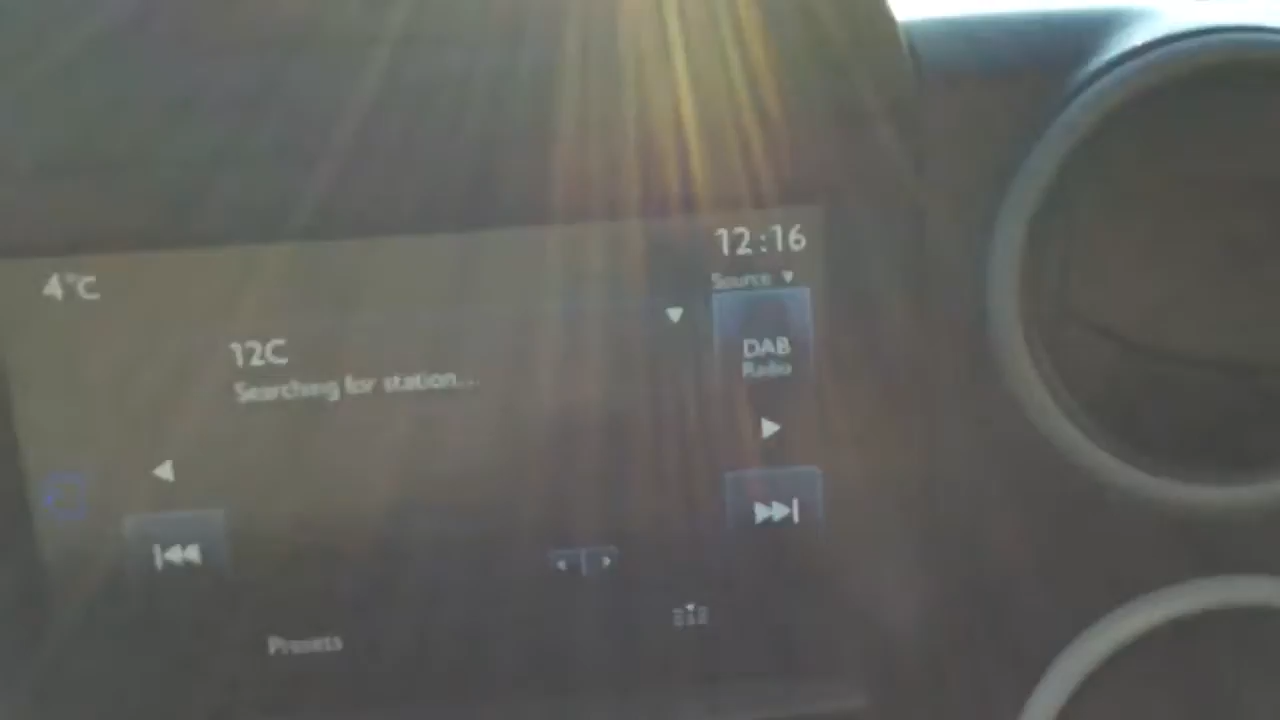 4°C
12:16
Source
12C
Searching for station...
DAB
Radio
Presets